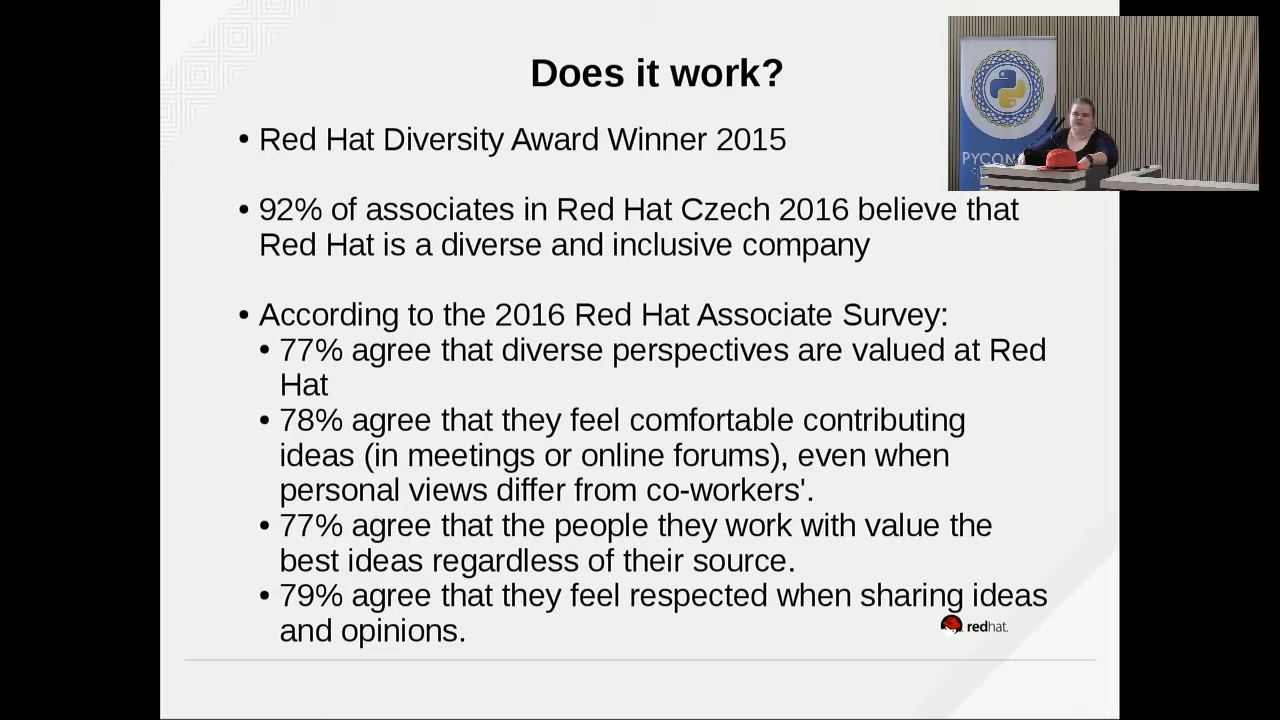 Does it work?
• Red Hat Diversity Award Winner 2015
• 92% of associates in Red Hat Czech 2016 believe that
Red Hat is a diverse and inclusive company
• According to the 2016 Red Hat Associate Survey:
• 77% agree that diverse perspectives are valued at Red
Hat
• 78% agree that they feel comfortable contributing
ideas (in meetings or online forums), even when
personal views differ from co-workers'.
• 77% agree that the people they work with value the
best ideas regardless of their source.
• 79% agree that they feel respected when sharing ideas
and opinions.
redhat.
PYCON